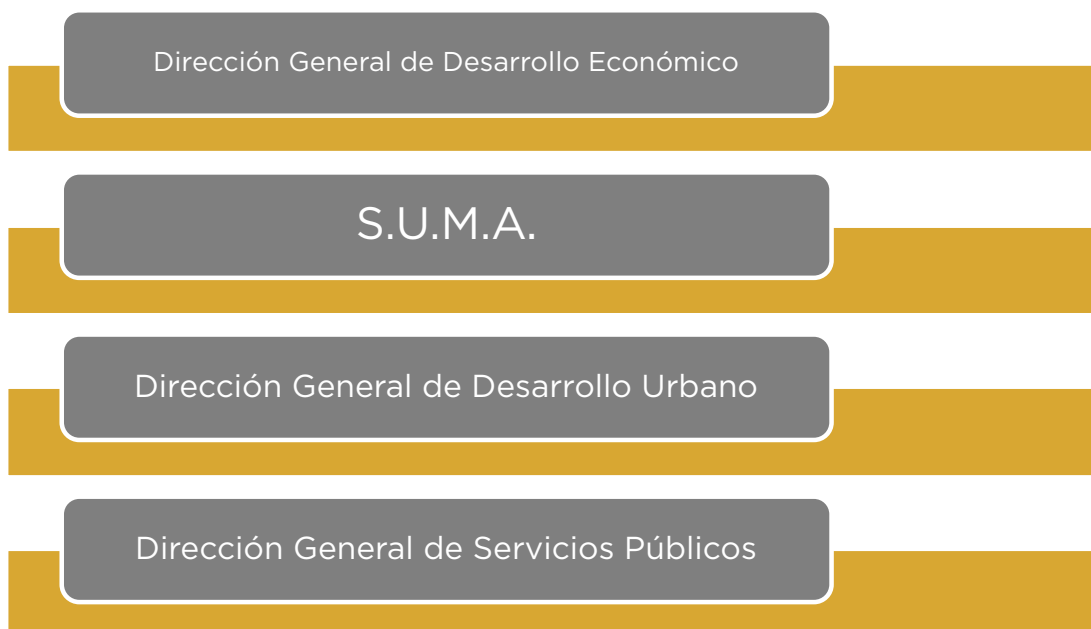 Dirección General de Desarrollo Económico
S.U.M.A.
Dirección General de Desarrollo Urbano
Dirección General de Servicios Públicos